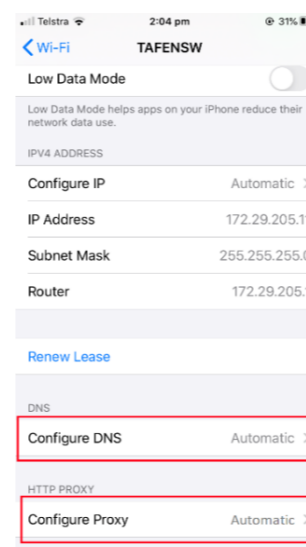 Telstra 2:04 pm 31%
Wi-Fi TAFENSW
Low Data Mode
Low Data Mode helps apps on your iPhone reduce their
network data use.
IPV4 ADDRESS
Configure IP Automatic
IP Address
Subnet Mask
Router
Renew Lease
DNS
Configure DNS Automatic
HTTP PROXY
Configure Proxy Automatic